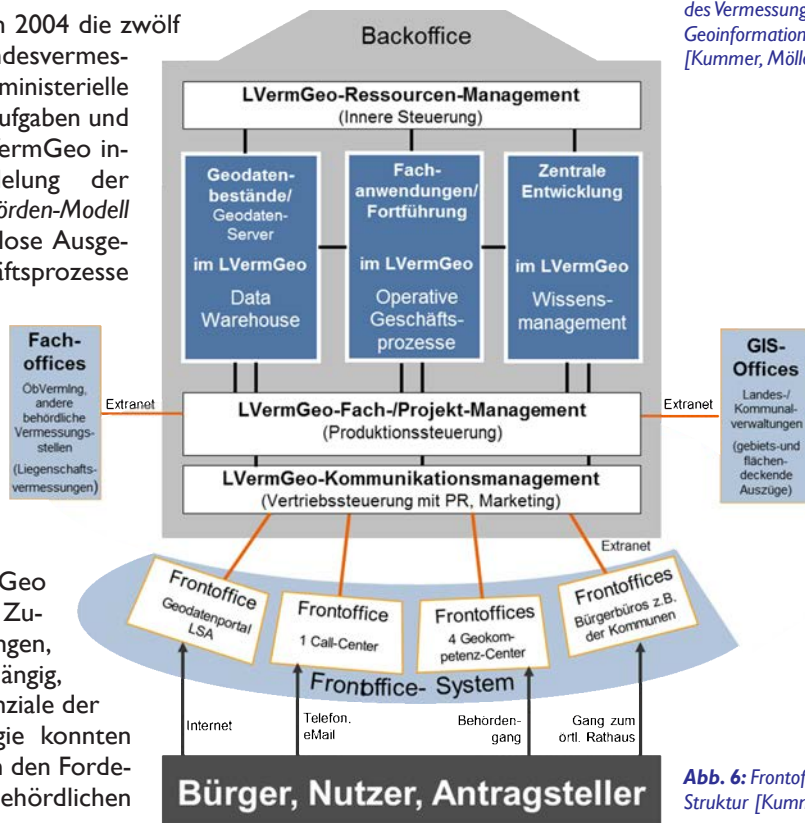 n 2004 die zwölf
ndesvermes-
ministerielle
ufgaben und
VermGeo in-
ielung der
örden-Modell
lose Ausge-
äftsprozesse
des Vermessung
Geoinformation
[Kummer, Mölle
Backoffice
LVermGeo-Ressourcen-Management
(Innere Steuerung)
Geodaten-
bestände/
Geodaten-
Server
im LVermGeo
Data
Warehouse
Fach-
anwendungen/
Fortführung
im LVermGeo
Operative
Geschäfts-
prozesse
Zentrale
Entwicklung
im LVermGeo
Wissens-
management
Fach-
offices
ÖbVermIng,
andere
behördliche
Vermessungs-
stellen
(Liegenschafts-
vermessungen)
Extranet
LVermGeo-Fach-/Projekt-Management
(Produktionssteuerung)
Extranet
GIS-
Offices
Landes-/
Kommunal-
verwaltungen
(gebiets-und
flächen-
deckende
Auszüge)
LVermGeo-Kommunikationsmanagement
(Vertriebssteuerung mit PR, Marketing)
Extranet
Geo
Zu-
ngen,
ängig,
nziale der
gie konnten
n den Forde-
ehördlichen
Frontoffice
Geodatenportal
LSA
Frontoffice
1 Call-Center
Frontoffices
4 Geokom-
petenz-Center
Frontoffices
Bürgerbüros z.B.
der Kommunen
Frontoffice- System
Internet
Telefon.
eMail
Behörden-
gang
Gang zum
örtl. Rathaus
Bürger, Nutzer, Antragsteller
Abb. 6: Frontof
Struktur [Kumm